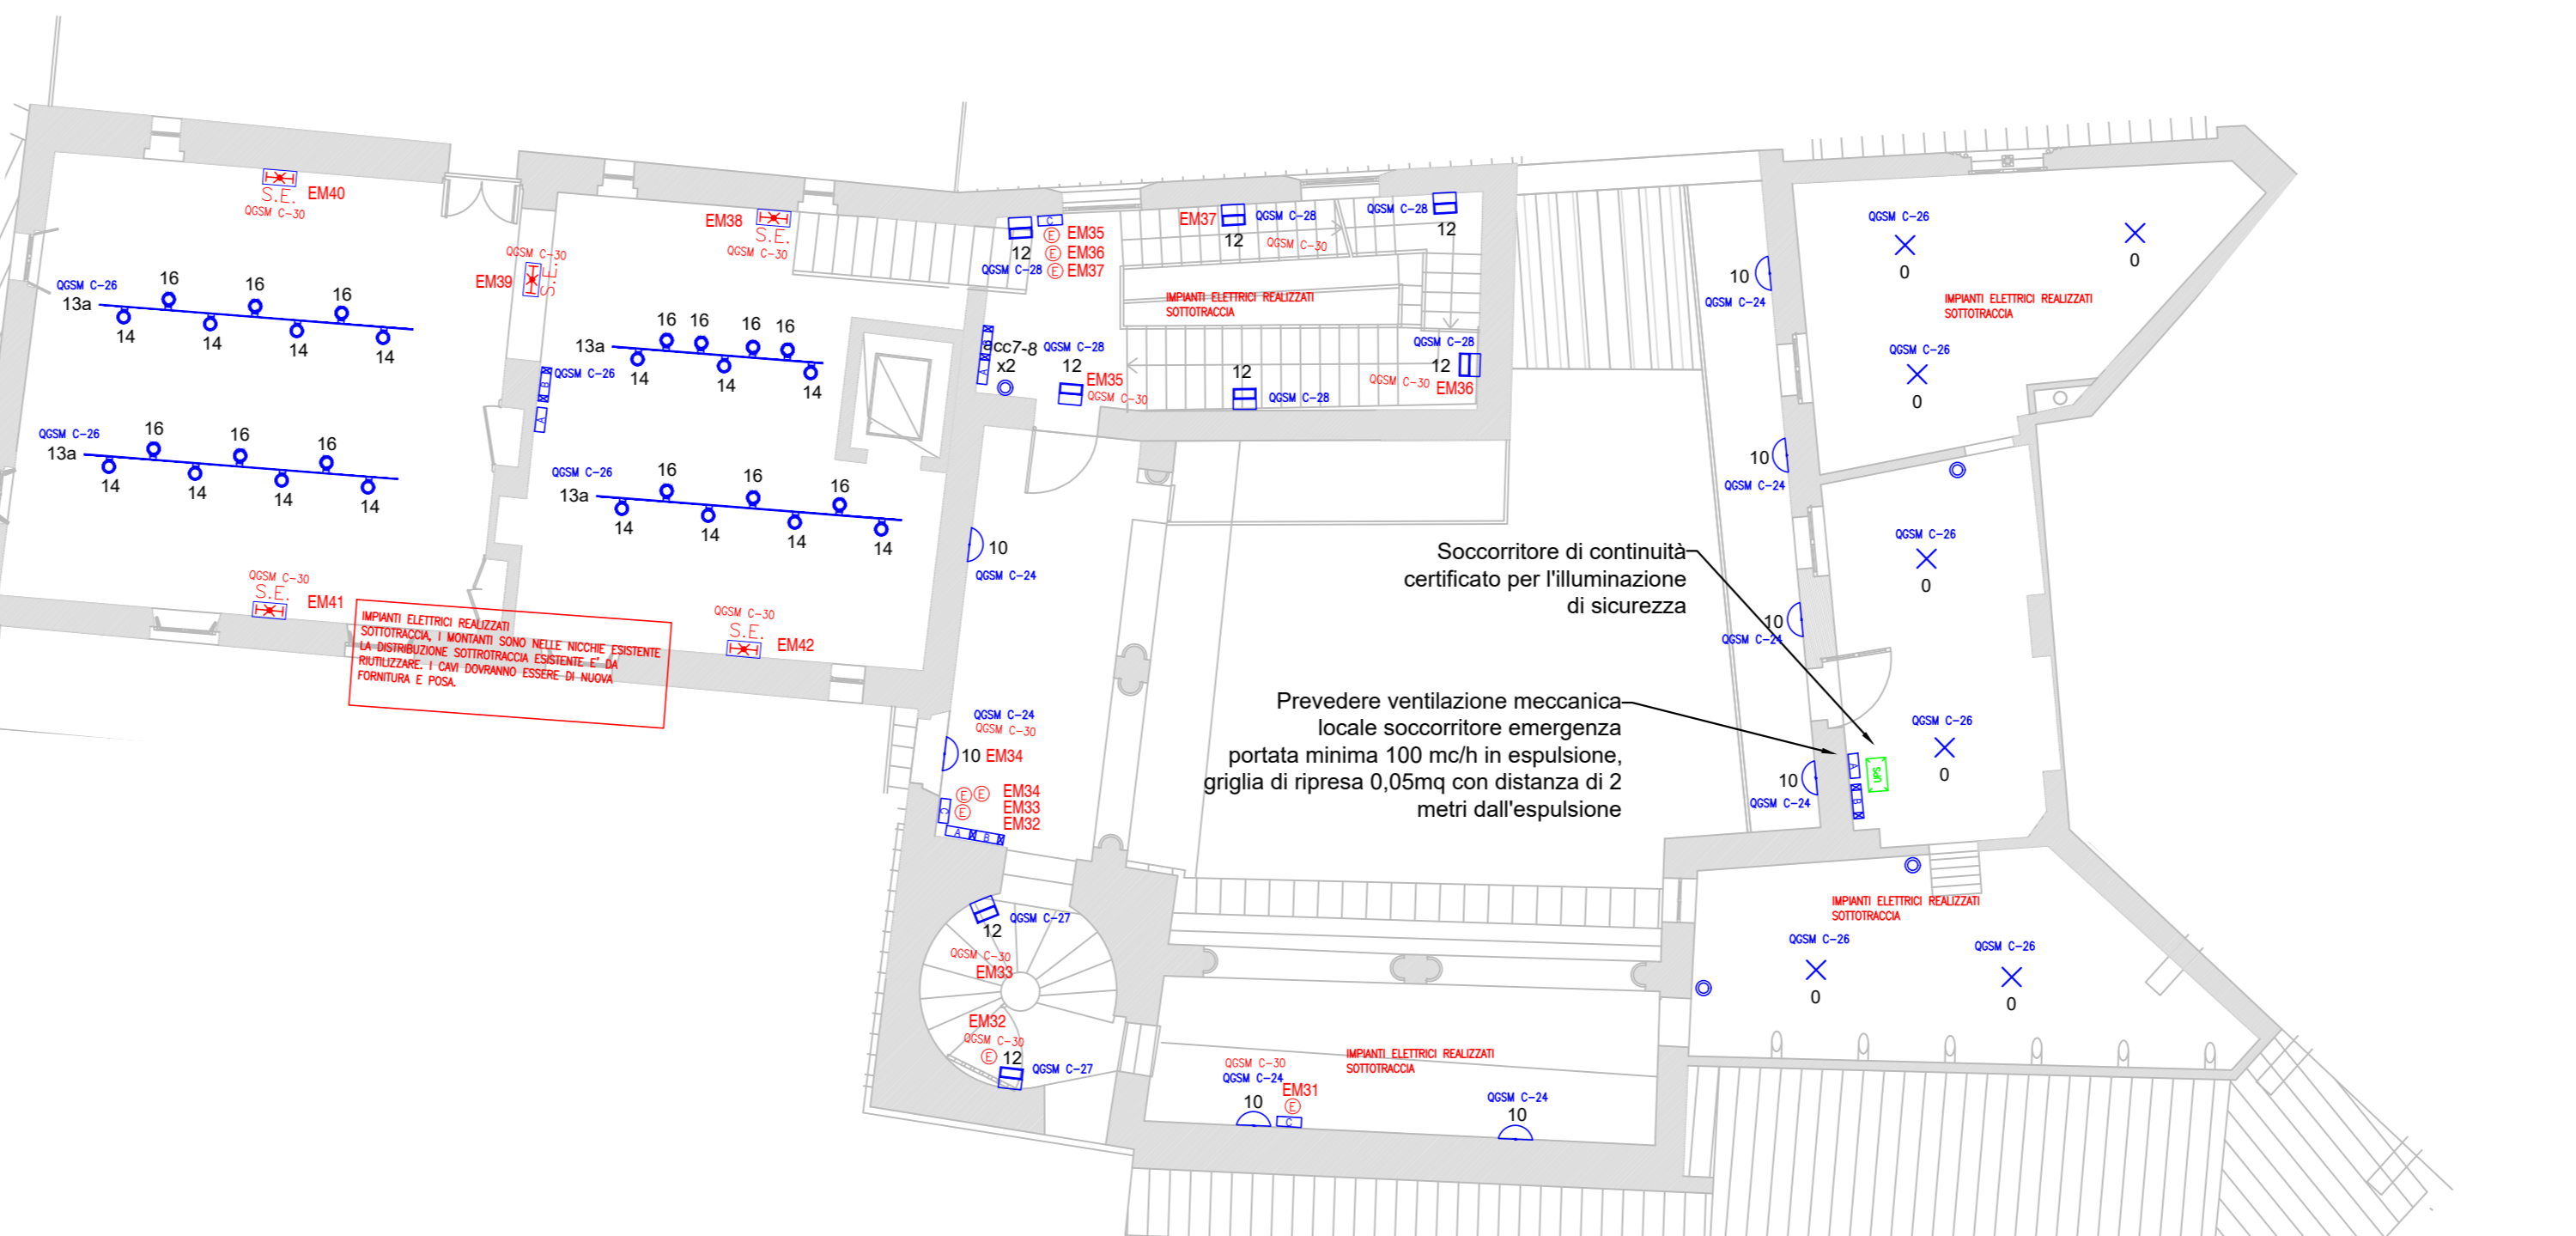 S.E.
EM40
QGSM C-30
QGSM C-26
13a
16
16
16
14
14
14
14
QGSM C-26
13a
16
16
16
14
14
14
14
QGSM C-30
S.E.
EM41
QGSM C-30
EM39
S.E.
EM38
S.E.
QGSM C-30
13a
16
16
16
16
14
14
14
B
A
QGSM C-26
QGSM C-26
13a
16
16
16
14
14
14
14
QGSM C-30
S.E.
EM42
IMPIANTI ELETTRICI REALIZZATI
SOTTOTRACCIA, I MONTANTI SONO NELLE NICCHIE ESISTENTE
LA DISTRIBUZIONE SOTTROTRACCIA ESISTENTE E' DA
RIUTILIZZARE. I CAVI DOVRANNO ESSERE DI NUOVA
FORNITURA E POSA.
C
12
QGSM C-28
E EM35
E EM36
E EM37
EM37
QGSM C-28
12
QGSM C-30
QGSM C-28
12
IMPIANTI ELETTRICI REALIZZATI
SOTTOTRACCIA
cc7-8
x2
A
QGSM C-28
12
EM35
QGSM C-30
12
QGSM C-28
QGSM C-28
12
QGSM C-30
EM36
10
QGSM C-24
QGSM C-24
QGSM C-30
10 EM34
E E EM34
E EM33
EM32
C
A B
12
QGSM C-27
QGSM C-30
EM33
EM32
QGSM C-30
E 12
QGSM C-27
Soccorritore di continuità
certificato per l'illuminazione
di sicurezza
Prevedere ventilazione meccanica
locale soccorritore emergenza
portata minima 100 mc/h in espulsione,
griglia di ripresa 0,05mq con distanza di 2
metri dall'espulsione
10
QGSM C-24
10
QGSM C-24
10
QGSM C-24
10
QGSM C-24
QGSM C-26
0
0
IMPIANTI ELETTRICI REALIZZATI
SOTTOTRACCIA
QGSM C-26
0
QGSM C-26
0
QGSM C-26
0
A
B
UPS
IMPIANTI ELETTRICI REALIZZATI
SOTTOTRACCIA
QGSM C-26
0
QGSM C-26
0
IMPIANTI ELETTRICI REALIZZATI
SOTTOTRACCIA
QGSM C-30
QGSM C-24
EM31
10
E
C
QGSM C-24
10